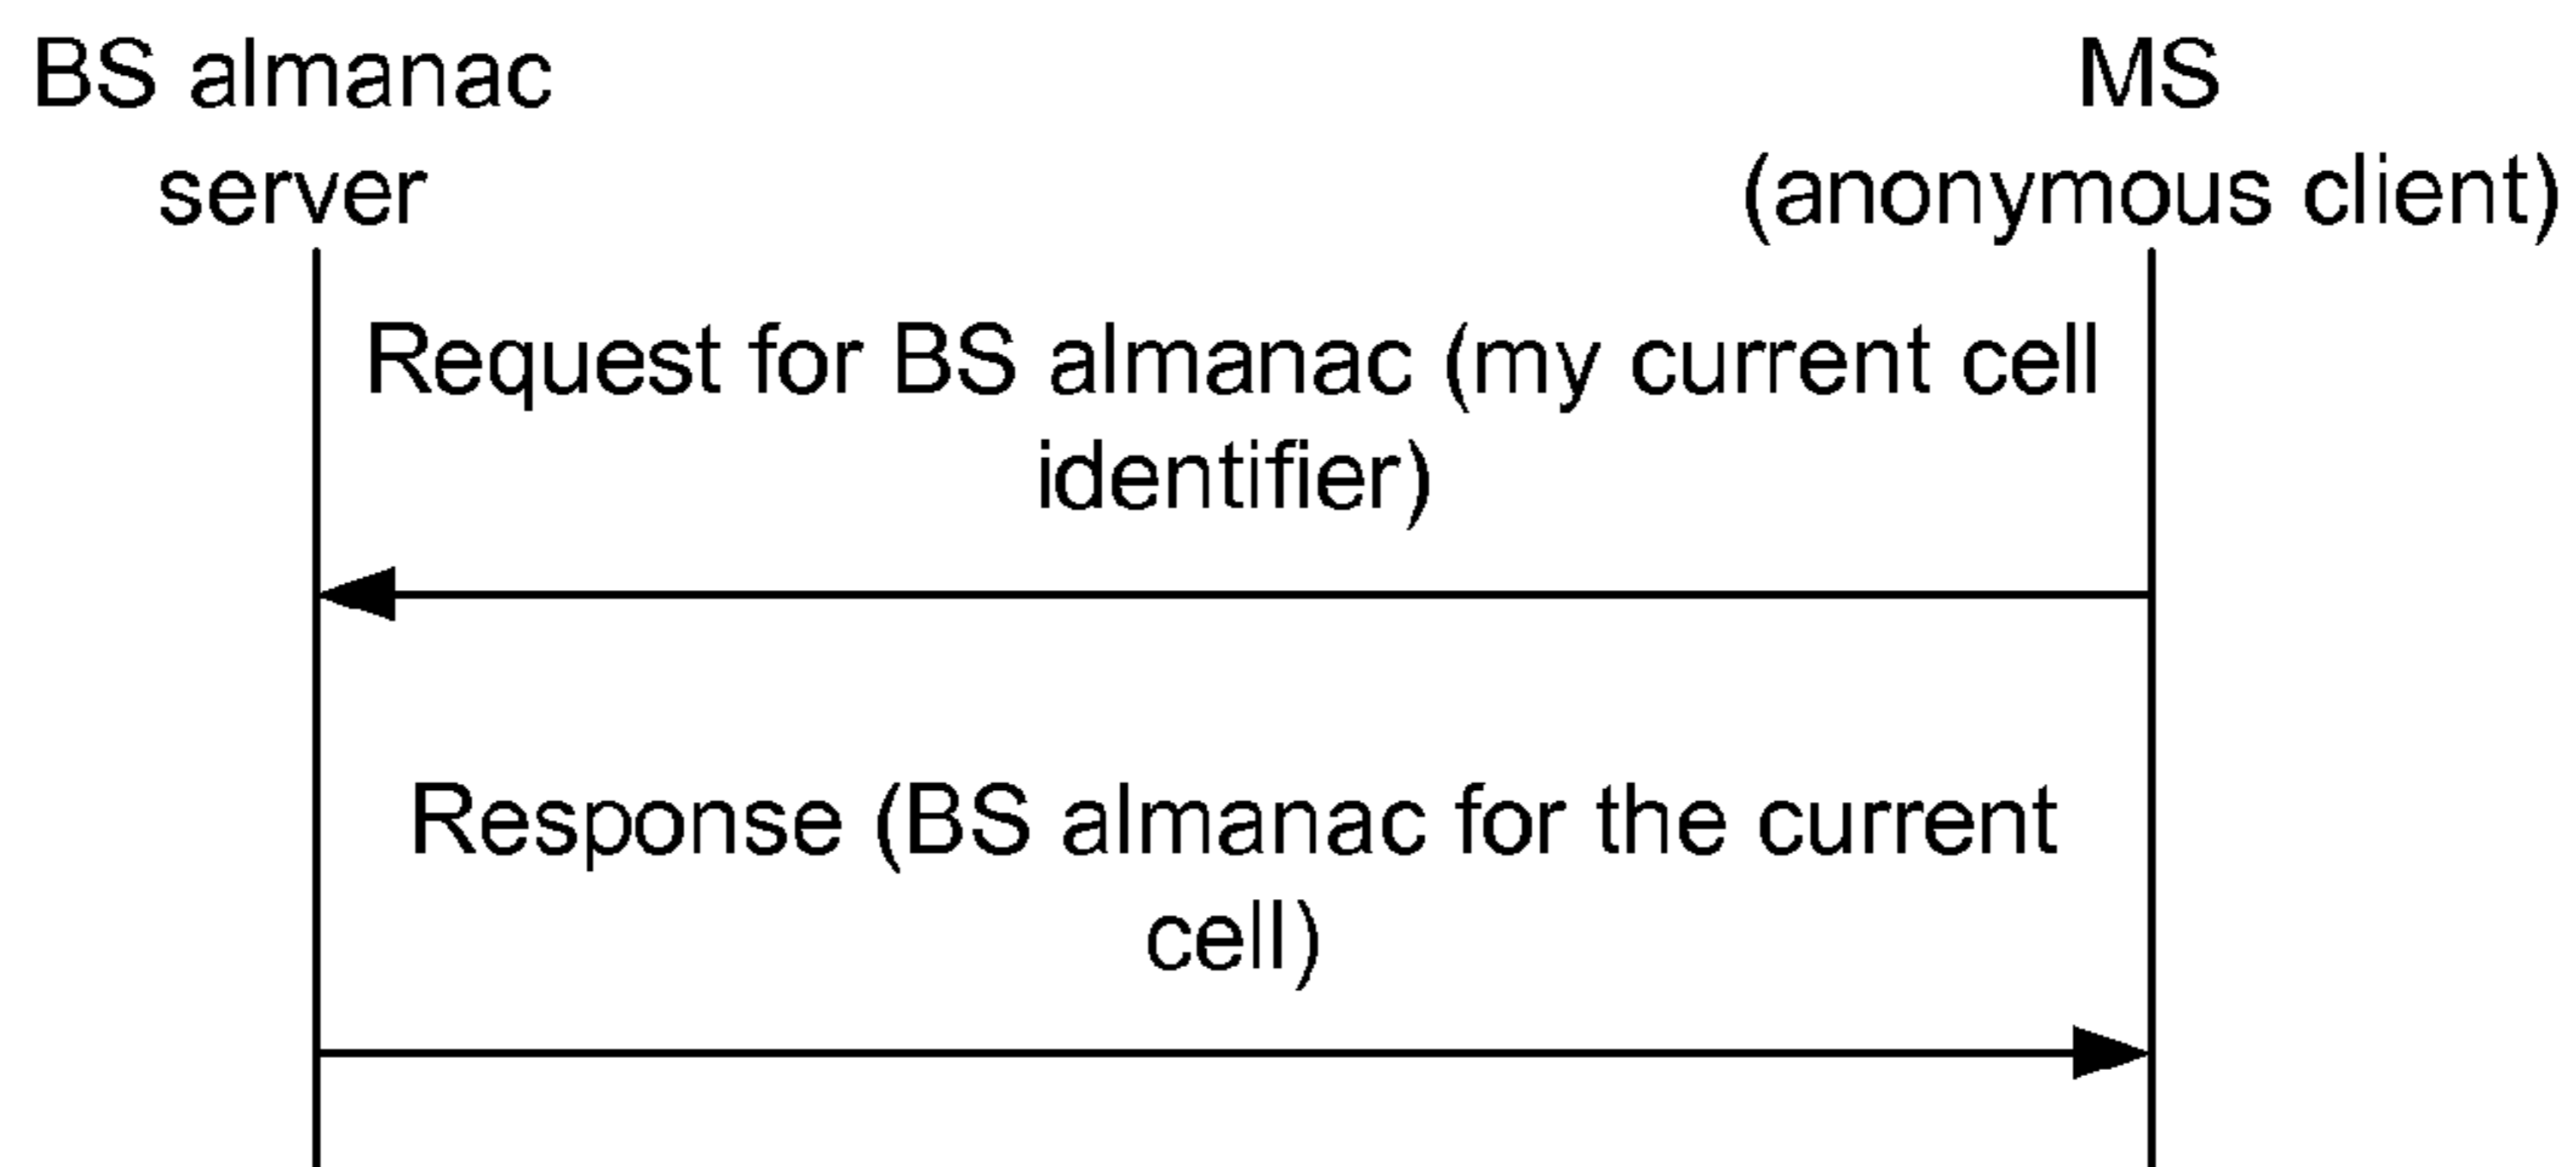 BS almanac
server
MS
(anonymous client)
Request for BS almanac (my current cell
identifier)
Response (BS almanac for the current
cell)